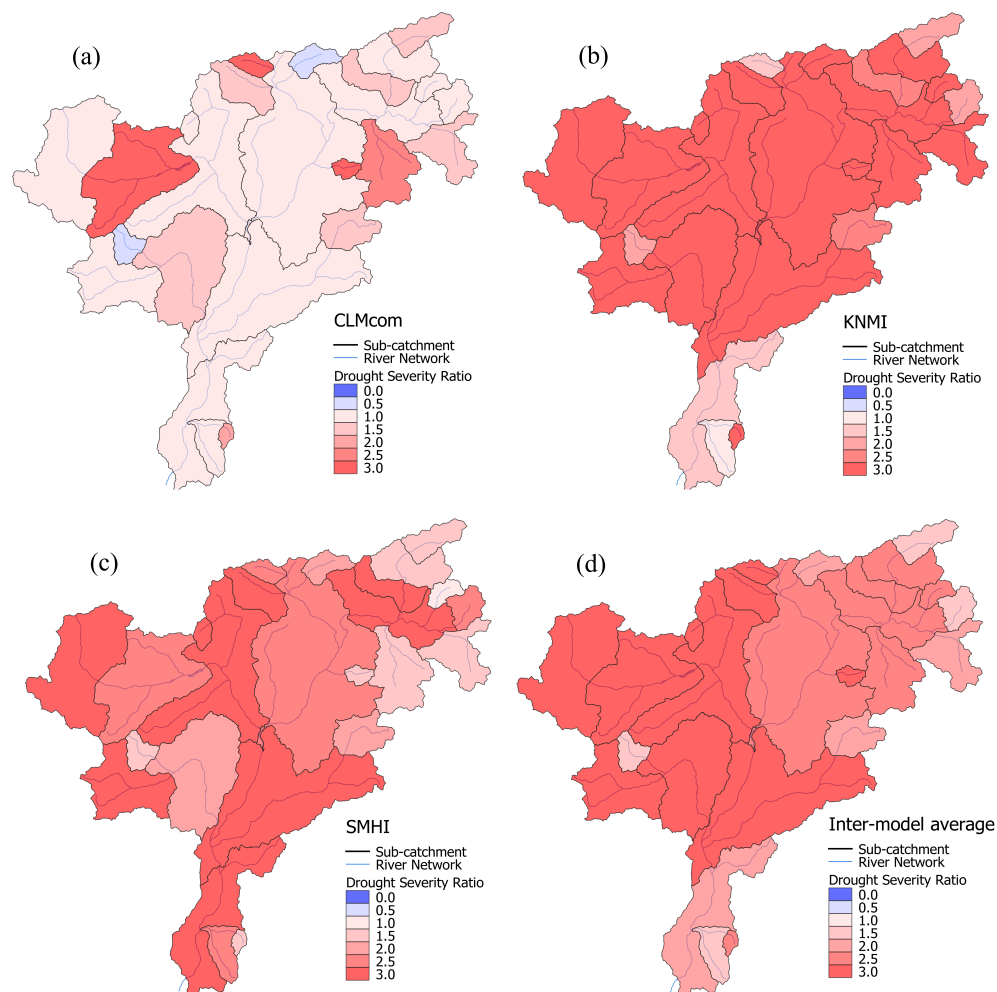 (a)
CLMcom
Sub-catchment
River Network
Drought Severity Ratio
0.0
0.5
1.0
1.5
2.0
2.5
3.0
(b)
KNMI
Sub-catchment
River Network
Drought Severity Ratio
0.0
0.5
1.0
1.5
2.0
2.5
3.0
(c)
SMHI
Sub-catchment
River Network
Drought Severity Ratio
0.0
0.5
1.0
1.5
2.0
2.5
3.0
(d)
Inter-model average
Sub-catchment
River Network
Drought Severity Ratio
0.0
0.5
1.0
1.5
2.0
2.5
3.0